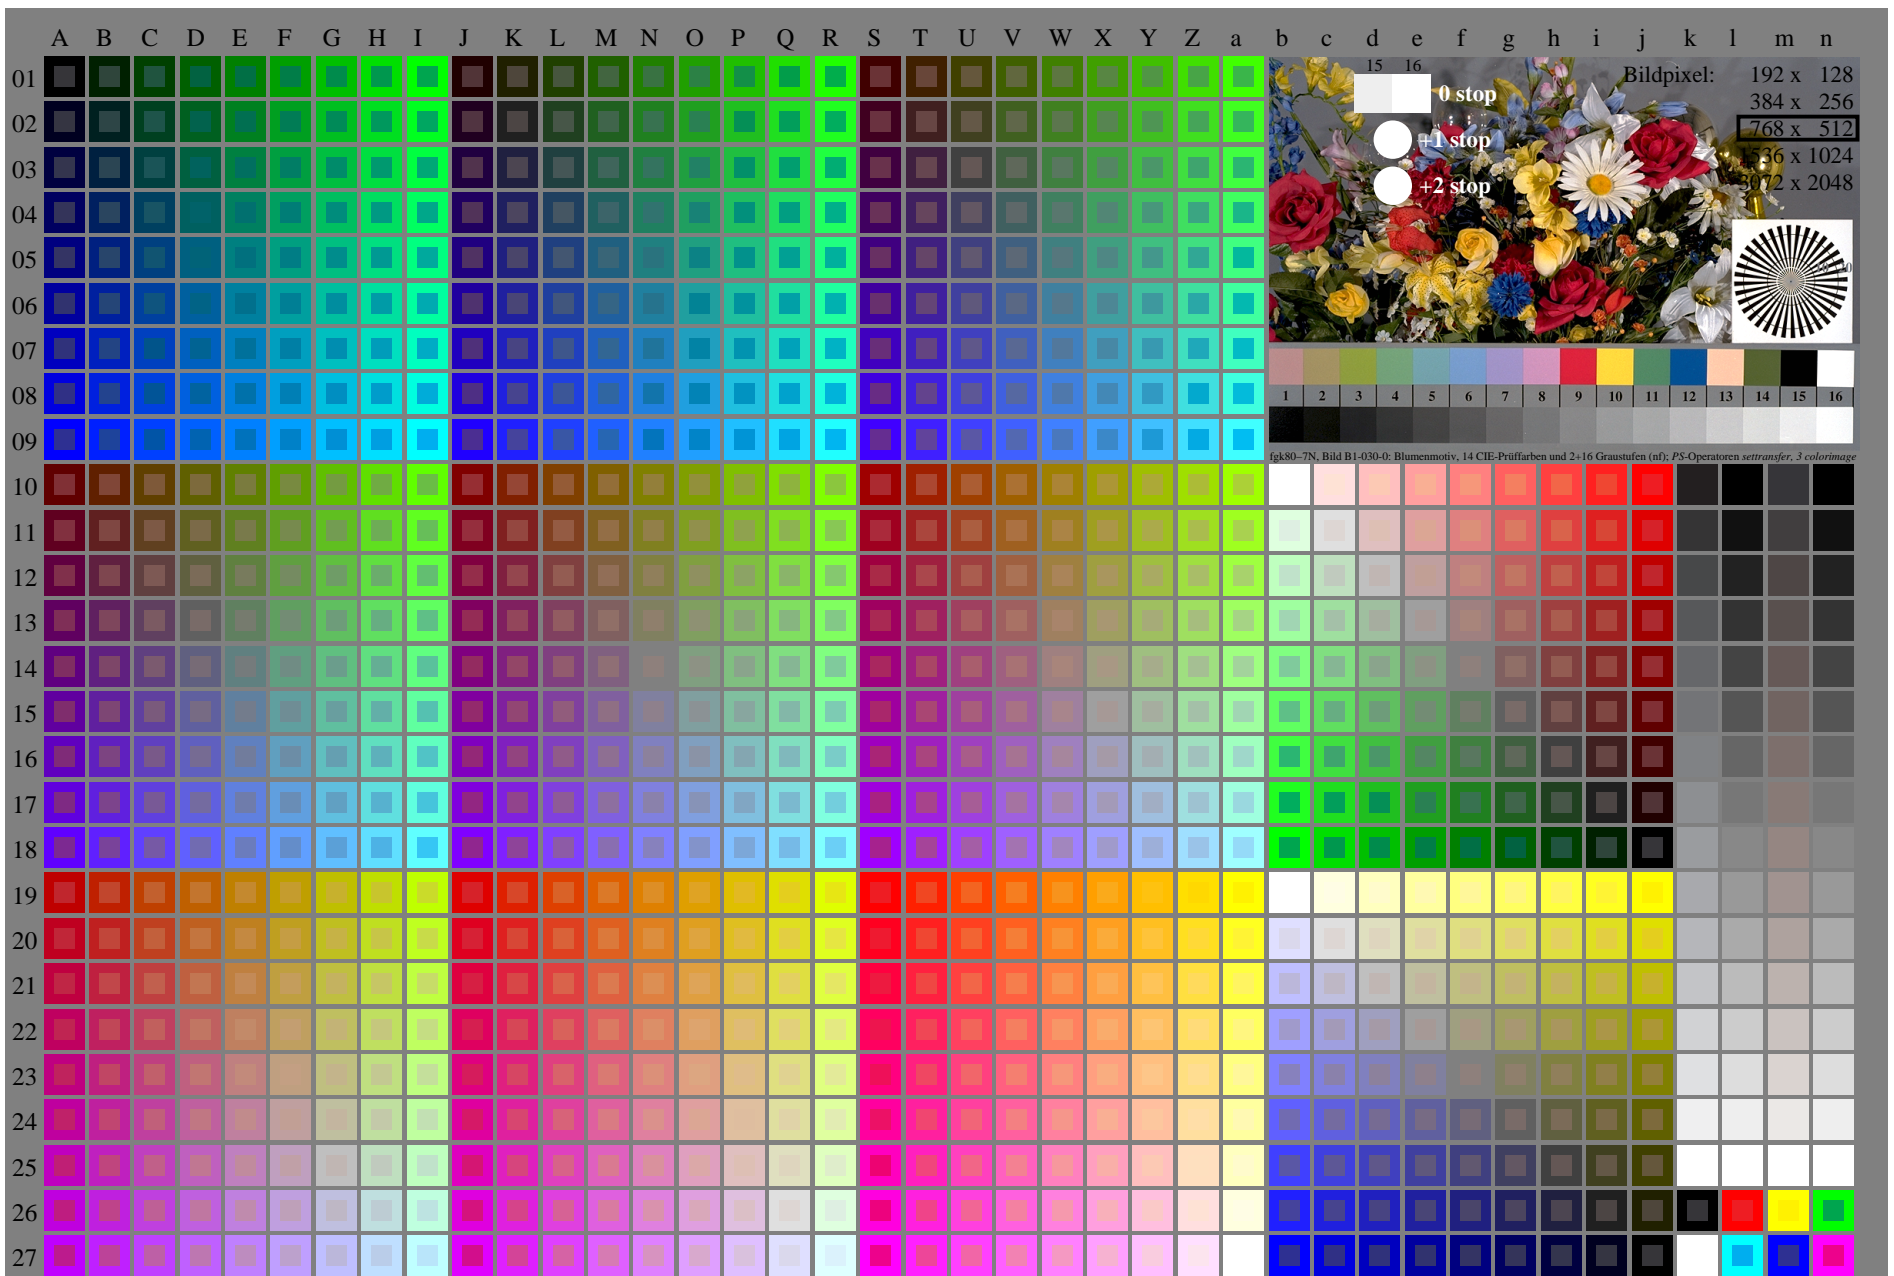 A B C D E F G H I J K L M N O P Q R S T U V W X Y Z a b c d e f g h i j k l m n
01
15 16
Bildpixel: 192 x 128
0 stop
384 x 256
02
768 x 512
+1 stop
1536 x 1024
03
+2 stop
3072 x 2048
04
05
06
07
08
1 2 3 4 5 6 7 8 9 10 11 12 13 14 15 16
09
fgk80–7N, Bild B1-030-0: Blumenmotiv, 14 CIE-Prüffarben und 2+16 Graustufen (nf); PS-Operatoren settransfer, 3 colorimage
10
11
12
13
14
15
16
17
18
19
20
21
22
23
24
25
26
27